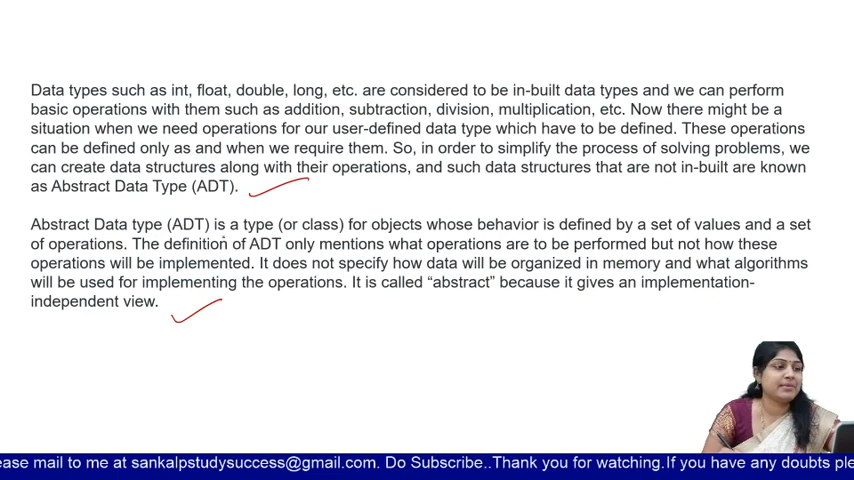 Data types such as int, float, double, long, etc. are considered to be in-built data types and we can perform
basic operations with them such as addition, subtraction, division, multiplication, etc. Now there might be a
situation when we need operations for our user-defined data type which have to be defined. These operations
can be defined only as and when we require them. So, in order to simplify the process of solving problems, we
can create data structures along with their operations, and such data structures that are not in-built are known
as Abstract Data Type (ADT).
Abstract Data type (ADT) is a type (or class) for objects whose behavior is defined by a set of values and a set
of operations. The definition of ADT only mentions what operations are to be performed but not how these
operations will be implemented. It does not specify how data will be organized in memory and what algorithms
will be used for implementing the operations. It is called “abstract” because it gives an implementation-
independent view.
ease mail to me at sankalpstudysuccess@gmail.com. Do Subscribe..Thank you for watching.If you have any doubts ple